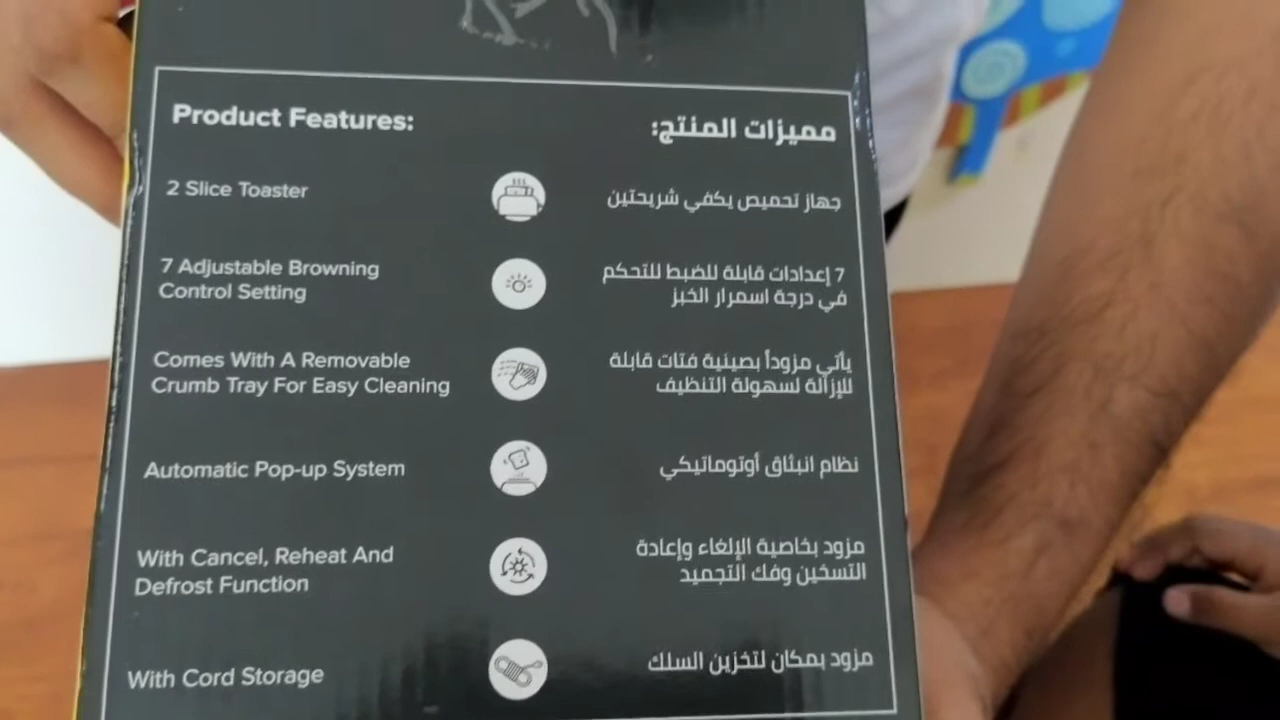 Product Features:
مميزات المنتج:
2 Slice Toaster
جهاز تحميص يكفي شريحتين
7 Adjustable Browning
Control Setting
7 إعدادات قابلة للضبط للتحكم
في درجة اسمرار الخبز
Comes With A Removable
Crumb Tray For Easy Cleaning
يأتي مزوداً بصينية فتات قابلة
للإزالة لسهولة التنظيف
Automatic Pop-up System
نظام انبثاق أوتوماتيكي
With Cancel, Reheat And
Defrost Function
مزود بخاصية الإلغاء وإعادة
التسخين وفك التجميد
With Cord Storage
مزود بمكان لتخزين السلك